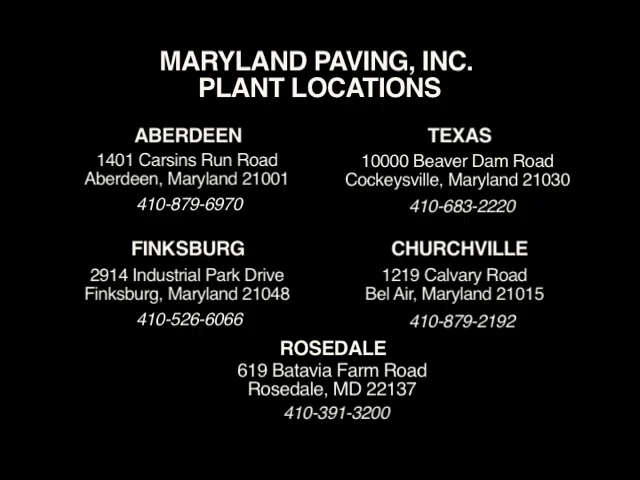 MARYLAND PAVING, INC.
PLANT LOCATIONS
ABERDEEN
1401 Carsins Run Road
Aberdeen, Maryland 21001
410-879-6970
TEXAS
10000 Beaver Dam Road
Cockeysville, Maryland 21030
410-683-2220
FINKSBURG
2914 Industrial Park Drive
Finksburg, Maryland 21048
410-526-6066
CHURCHVILLE
1219 Calvary Road
Bel Air, Maryland 21015
410-879-2192
ROSEDALE
619 Batavia Farm Road
Rosedale, MD 22137
410-391-3200